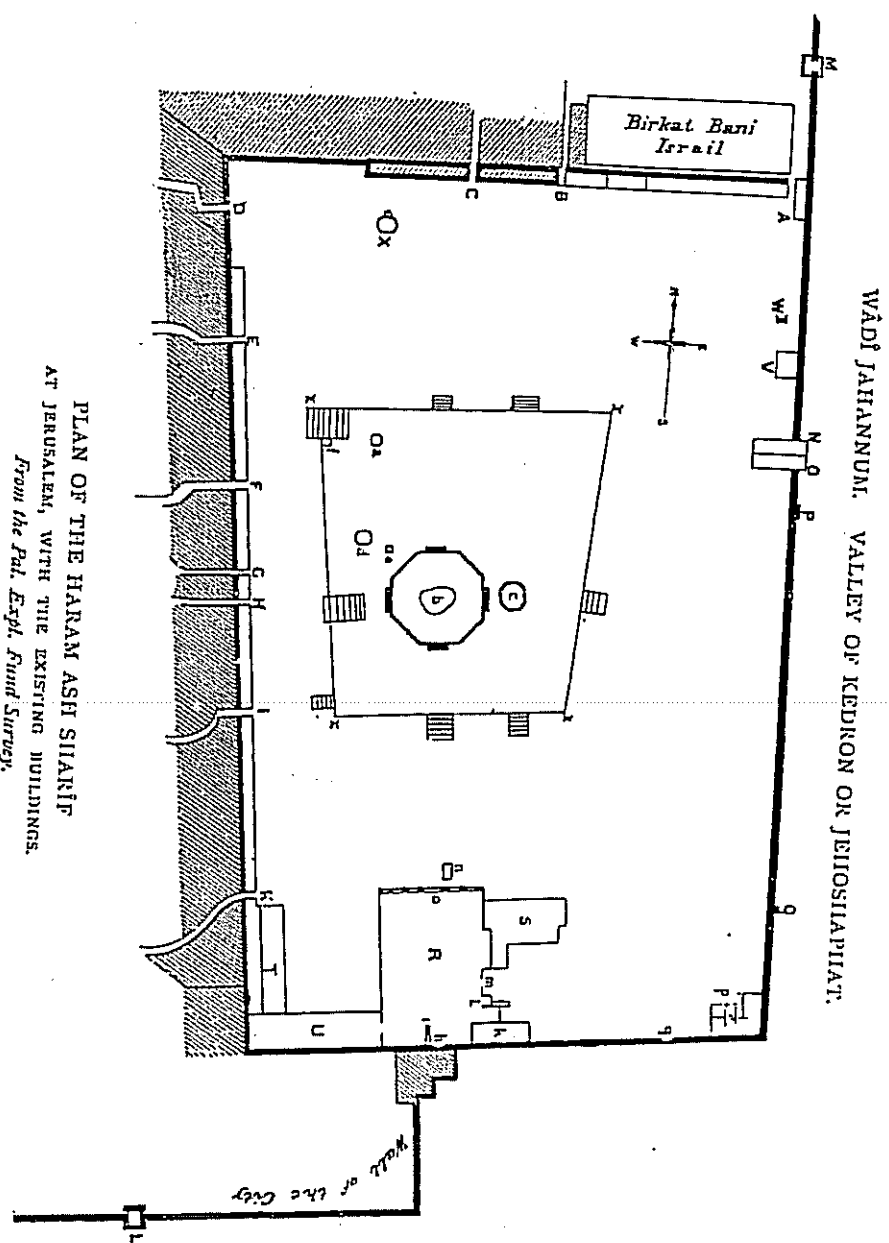 WÂDÎ JAHANNUM. VALLEY OF KEDRON OR JEHOSHAPHAT.
M
Birkat Bani
Israil
A
B
C
D
X
W
V
N
O
P
E
N
E
S
W
x
x
f
a
F
d
e
b
c
G
H
I
x
x
Q
n
o
S
R
m
K
T
L
k
i
h
U
p
q
Wall of the City
L
PLAN OF THE HARAM ASH SHARÎF
AT JERUSALEM, WITH THE EXISTING BUILDINGS.
From the Pal. Expl. Fund Survey.